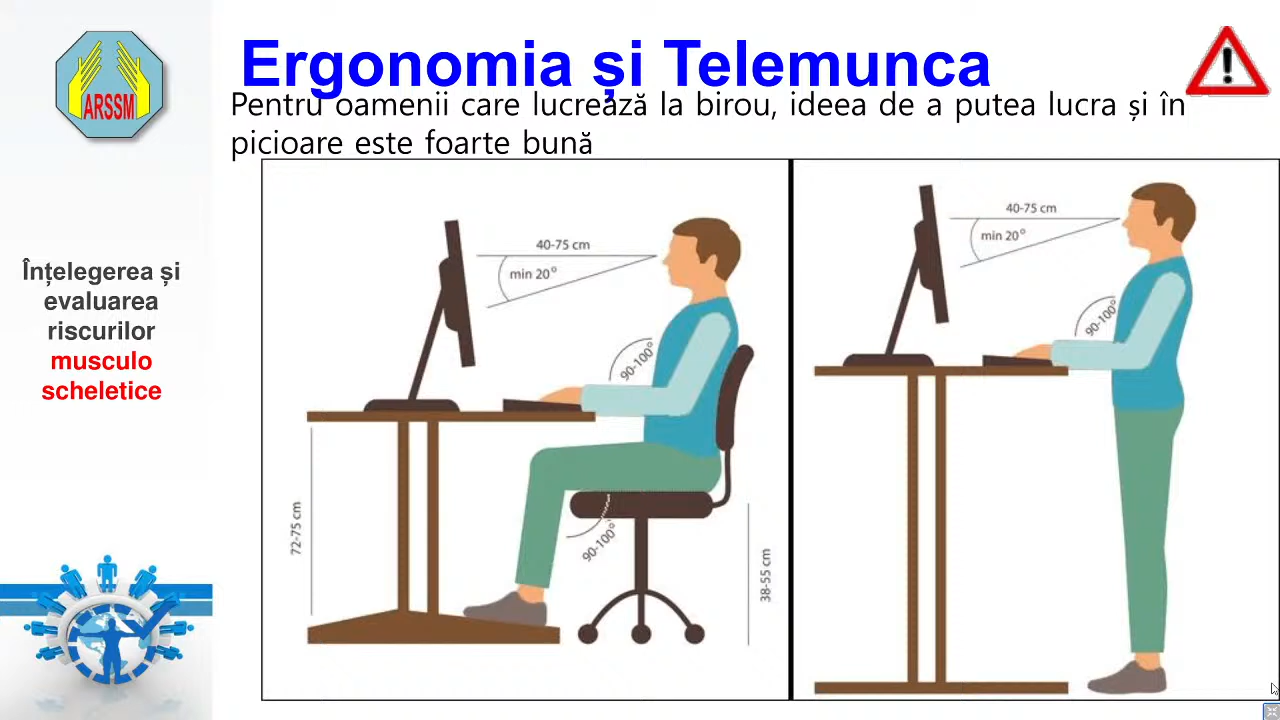 Ergonomia și Telemunca
Pentru oamenii care lucrează la birou, ideea de a putea lucra și în
picioare este foarte bună
ARSSM
Înțelegerea și
evaluarea
riscurilor
musculo
scheletice
40-75 cm
min 20°
90-100°
72-75 cm
90-100°
38-55 cm
40-75 cm
min 20°
90-100°